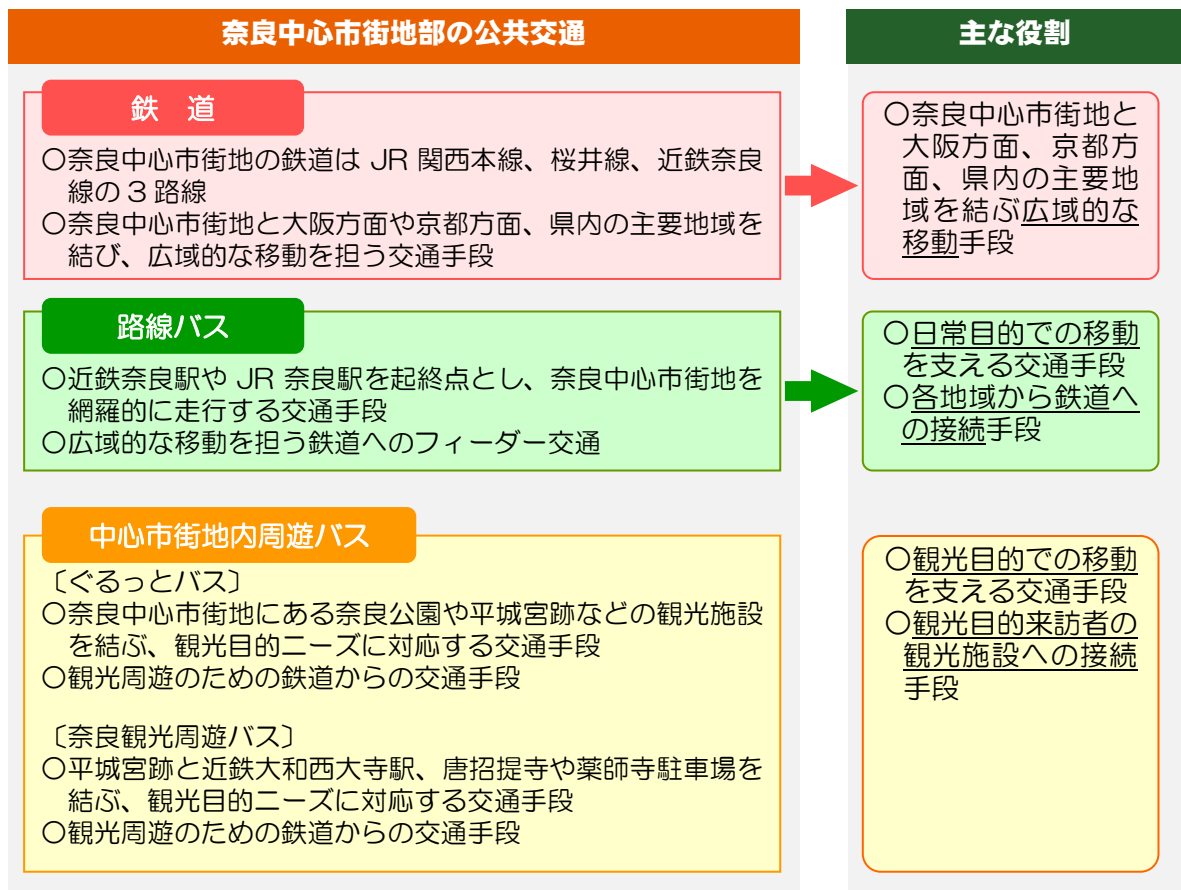 奈良中心市街地部の公共交通
主な役割
鉄 道
〇奈良中心市街地の鉄道は JR 関西本線、桜井線、近鉄奈良
線の 3 路線
〇奈良中心市街地と大阪方面や京都方面、県内の主要地域を
結び、広域的な移動を担う交通手段
〇奈良中心市街地と
大阪方面、京都方
面、県内の主要地
域を結ぶ広域的な
移動手段
路線バス
〇近鉄奈良駅や JR 奈良駅を起終点とし、奈良中心市街地を
網羅的に走行する交通手段
〇広域的な移動を担う鉄道へのフィーダー交通
〇日常目的での移動
を支える交通手段
〇各地域から鉄道へ
の接続手段
中心市街地内周遊バス
〔ぐるっとバス〕
〇奈良中心市街地にある奈良公園や平城宮跡などの観光施設
を結ぶ、観光目的ニーズに対応する交通手段
〇観光周遊のための鉄道からの交通手段
〔奈良観光周遊バス〕
〇平城宮跡と近鉄大和西大寺駅、唐招提寺や薬師寺駐車場を
結ぶ、観光目的ニーズに対応する交通手段
〇観光周遊のための鉄道からの交通手段
〇観光目的での移動
を支える交通手段
〇観光目的来訪者の
観光施設への接続
手段